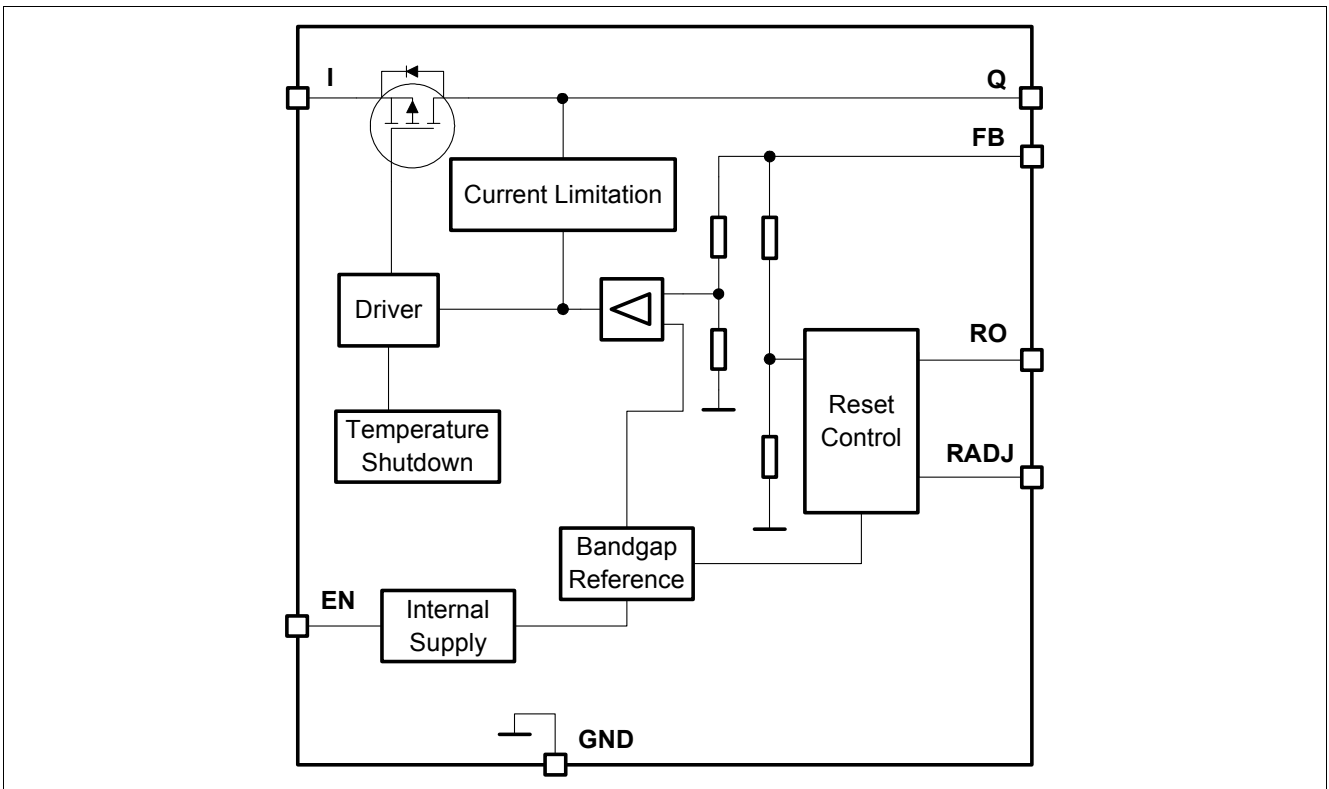 I
Q
FB
Current Limitation
Driver
RO
Reset
Control
Temperature
Shutdown
RADJ
Bandgap
Reference
EN
Internal
Supply
GND